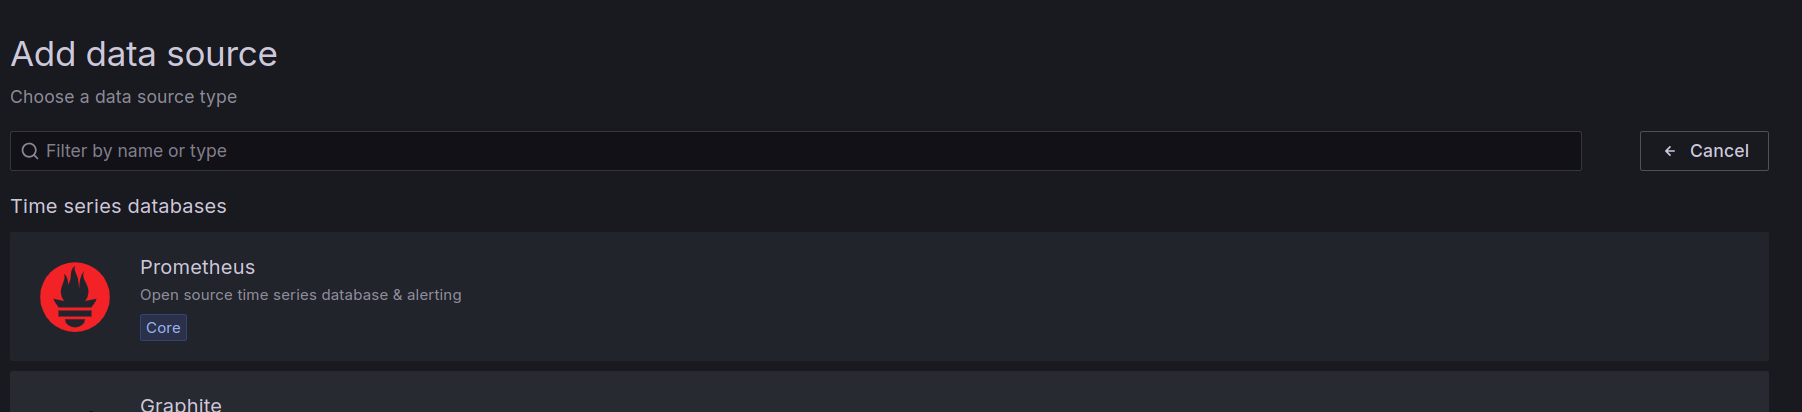 Add data source
Choose a data source type
Filter by name or type
Cancel
Time series databases
Prometheus
Open source time series database & alerting
Core
Graphite